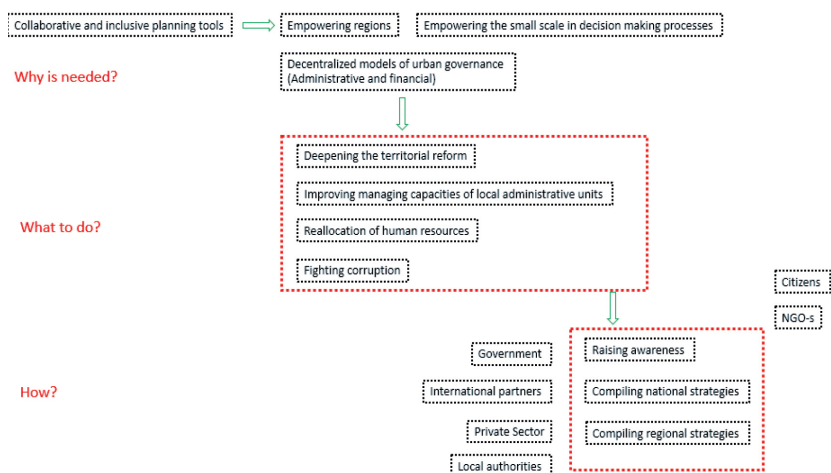 Collaborative and inclusive planning tools
Empowering regions
Empowering the small scale in decision making processes
Why is needed?
Decentralized models of urban governance
(Administrative and financial)
Deepening the territorial reform
Improving managing capacities of local administrative units
What to do?
Reallocation of human resources
Fighting corruption
Citizens
NGO-s
Government
Raising awareness
How?
International partners
Compiling national strategies
Private Sector
Compiling regional strategies
Local authorities